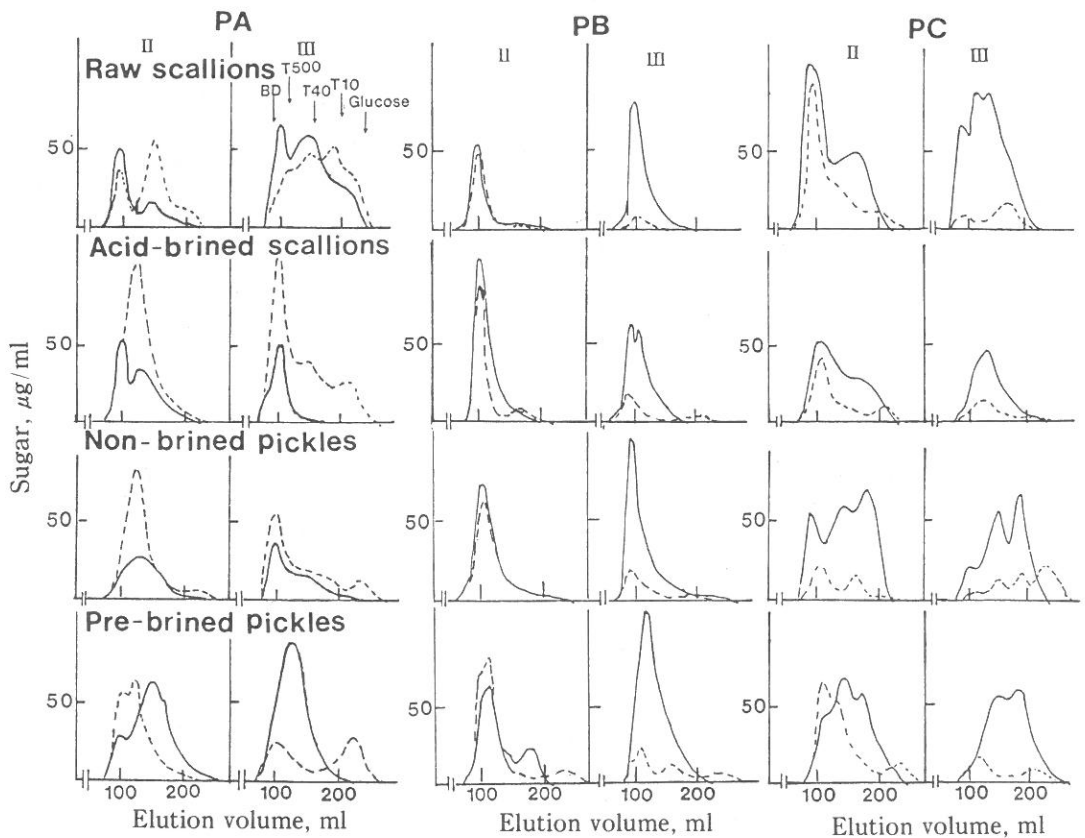 PA PB PC
II III II III II III
Raw scallions
T500
BD T40 T10
Glucose
50 50 50
Acid-brined scallions
50 50 50
Non-brined pickles
50 50 50
Pre-brined pickles
50 50 50
100 200 100 200 100 200 100 200 100 200 100 200
Elution volume, ml Elution volume, ml Elution volume, ml
Sugar, μg/ml